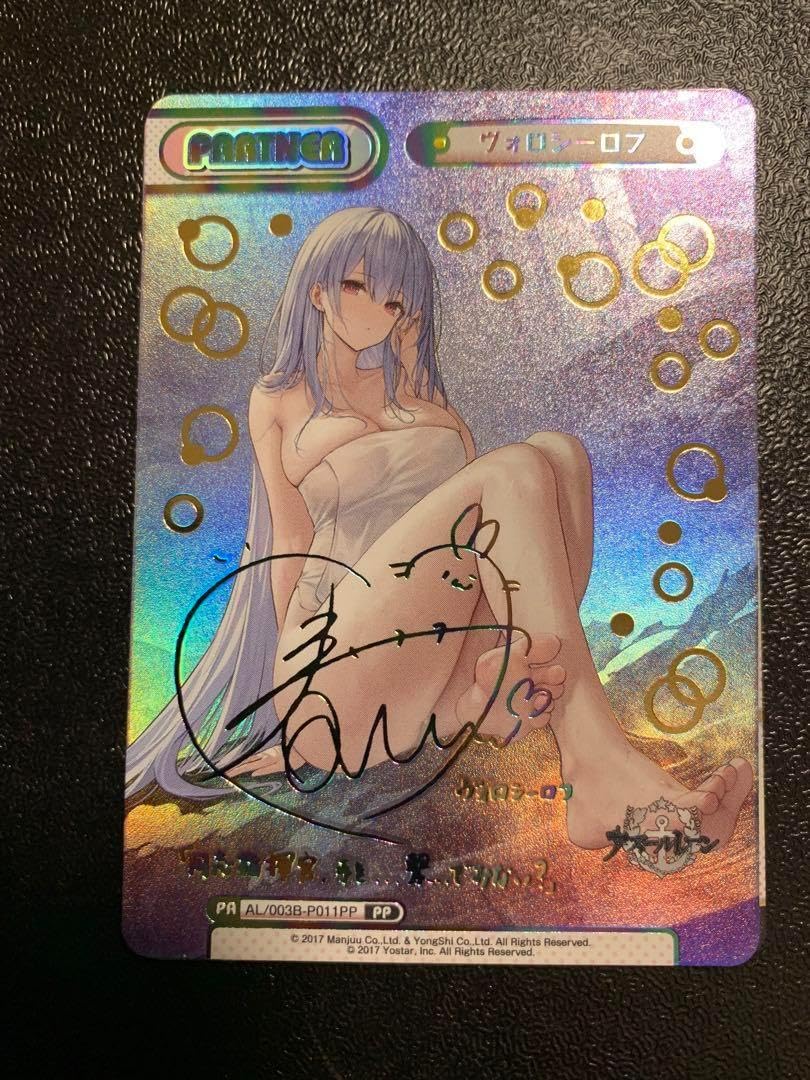 PARTNER
ヴォロシーロフ
ヴォロシーロフ
アズールレーン
PA AL/003B-P011PP PP
© 2017 Manjuu Co.,Ltd. & YongShi Co.,Ltd. All Rights Reserved.
© 2017 Yostar, Inc. All Rights Reserved.